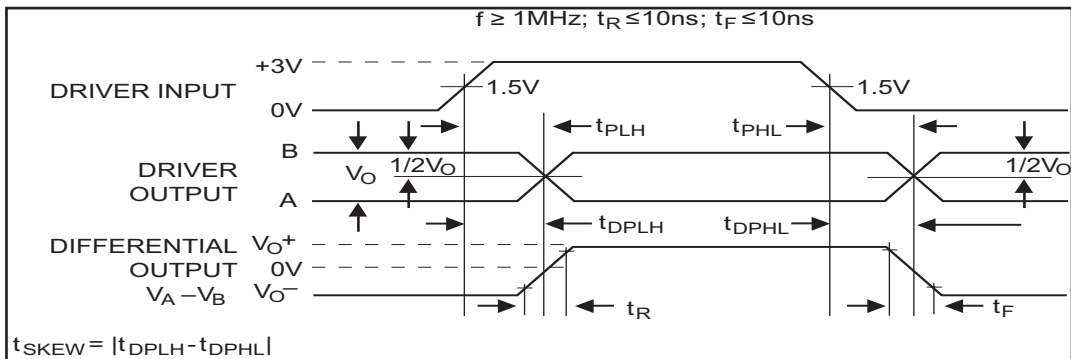 f ≥ 1MHz; tR ≤10ns; tF ≤10ns
+3V
DRIVER INPUT
1.5V
1.5V
0V
tPLH
tPHL
B
DRIVER
OUTPUT
VO
1/2VO
1/2VO
A
tDPLH
tDPHL
DIFFERENTIAL
OUTPUT
VA –VB
VO+
0V
VO–
tR
tF
tSKEW = |tDPLH-tDPHL|